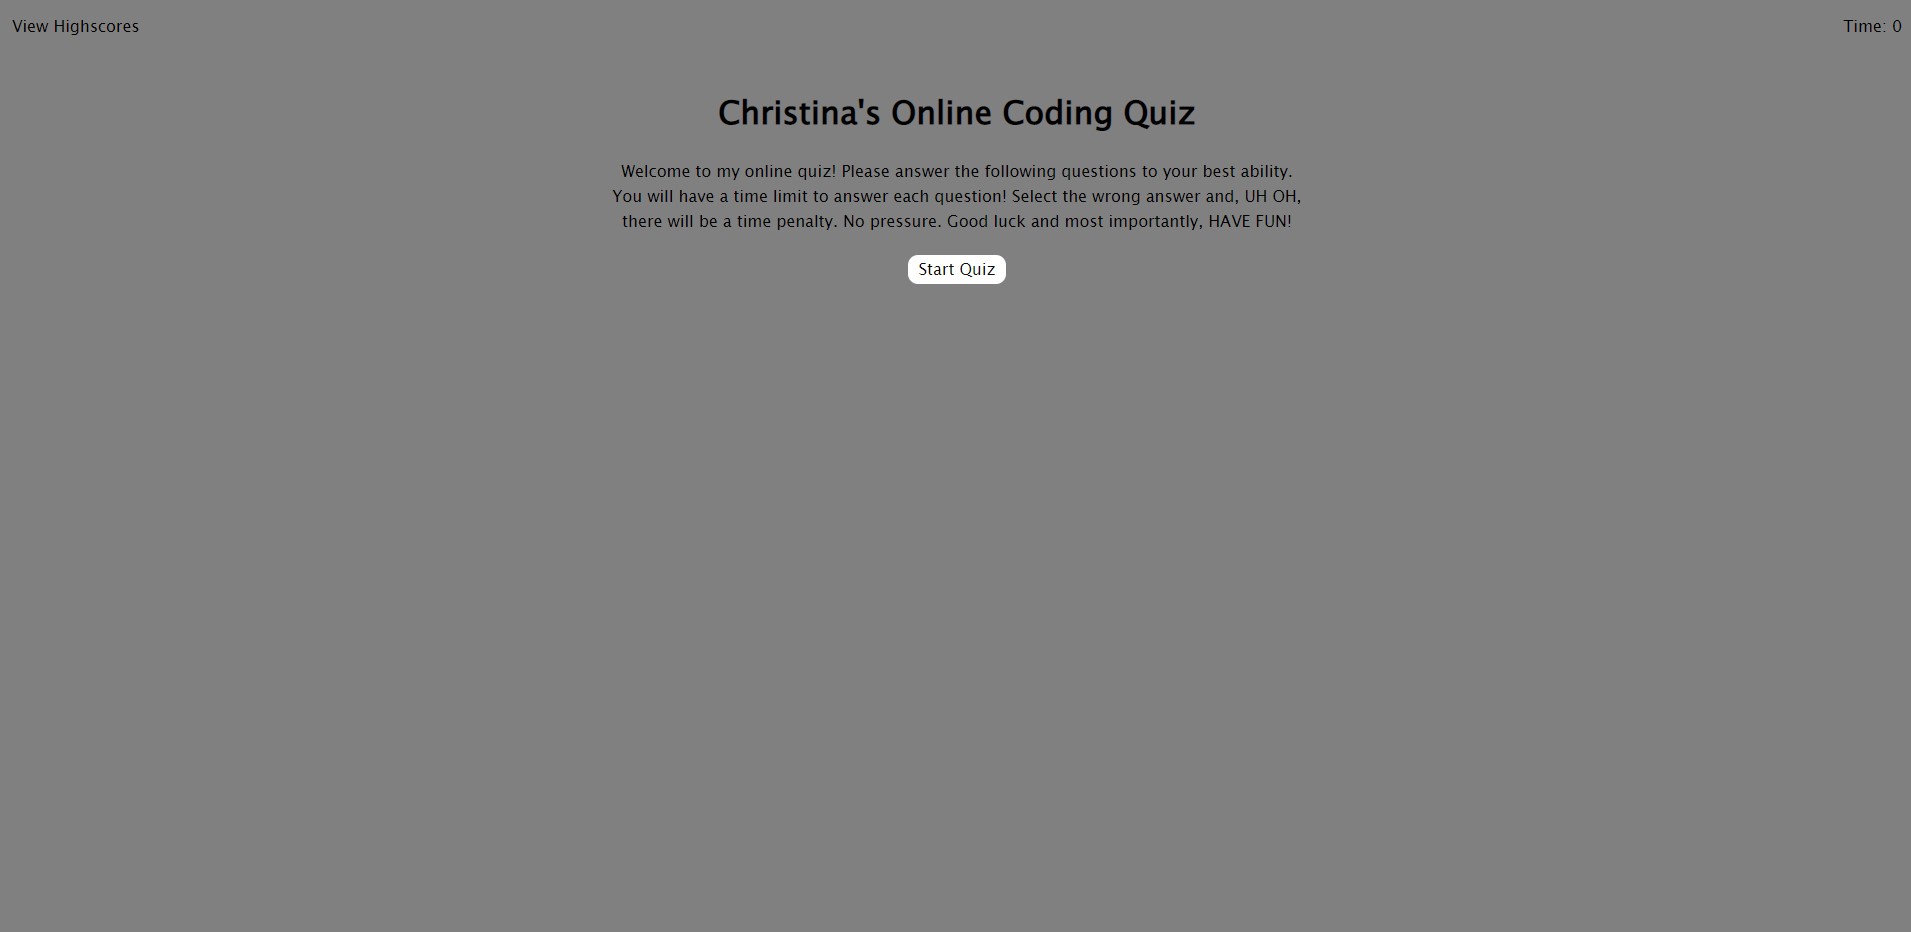 View Highscores
Time: 0
Christina's Online Coding Quiz
Welcome to my online quiz! Please answer the following questions to your best ability.
You will have a time limit to answer each question! Select the wrong answer and, UH OH,
there will be a time penalty. No pressure. Good luck and most importantly, HAVE FUN!
Start Quiz